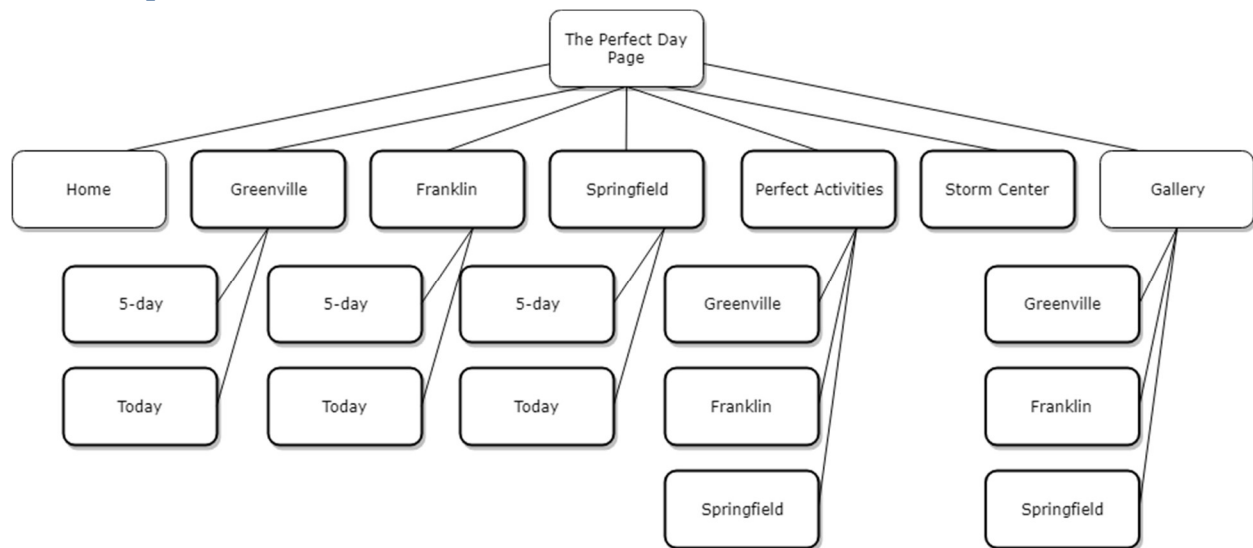 The Perfect Day
Page
Home
Greenville
Franklin
Springfield
Perfect Activities
Storm Center
Gallery
5-day
5-day
5-day
Greenville
Greenville
Today
Today
Today
Franklin
Franklin
Springfield
Springfield